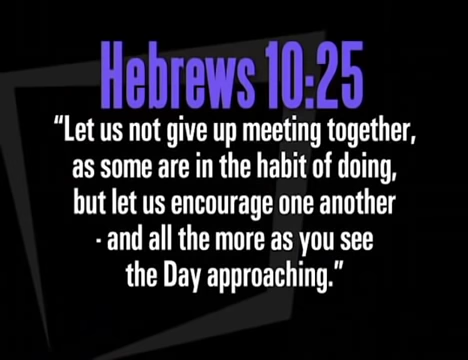 Hebrews 10:25
“Let us not give up meeting together,
as some are in the habit of doing,
but let us encourage one another
- and all the more as you see
the Day approaching.”